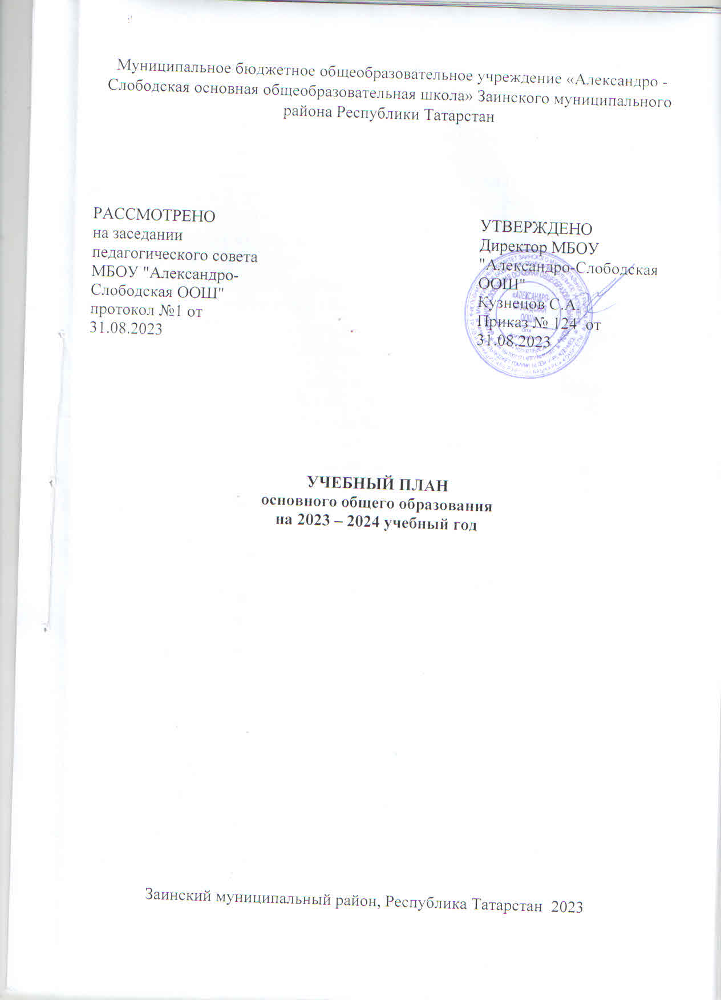 Муниципальное бюджетное общеобразовательное учреждение «Александро -
Слободская основная общеобразовательная школа» Заинского муниципального
района Республики Татарстан
РАССМОТРЕНО
на заседании
педагогического совета
МБОУ "Александро-
Слободская ООШ"
протокол №1 от
31.08.2023
УТВЕРЖДЕНО
Директор МБОУ
"Александро-Слободская
ООШ"
Кузнецов С.А.
Приказ № 124 от
31.08.2023
«АЛЕКСАНДРО-
УЧЕБНЫЙ ПЛАН
основного общего образования
на 2023 – 2024 учебный год
Заинский муниципальный район, Республика Татарстан 2023